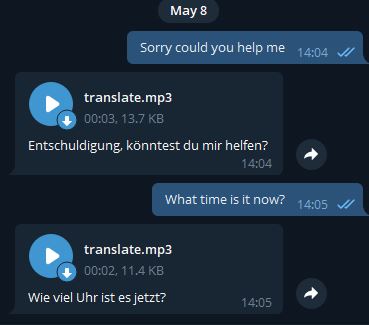 May 8
Sorry could you help me
14:04
translate.mp3
00:03, 13.7 KB
Entschuldigung, könntest du mir helfen?
14:04
What time is it now?
14:05
translate.mp3
00:02, 11.4 KB
Wie viel Uhr ist es jetzt?
14:05